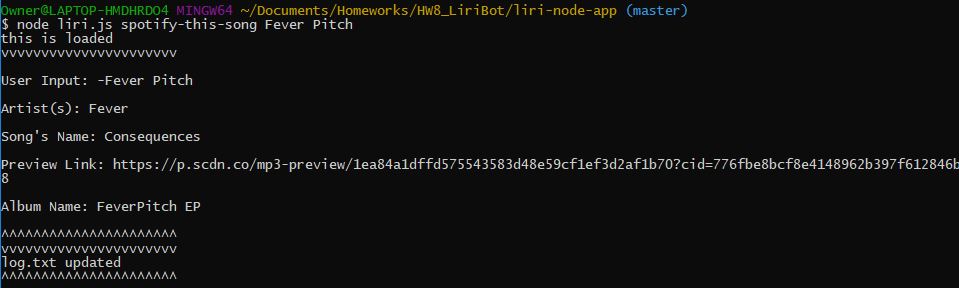 Owner@LAPTOP-HMDHRDO4 MINGW64 ~/Documents/Homeworks/HW8_LiriBot/liri-node-app (master)
$ node liri.js spotify-this-song Fever Pitch
this is loaded
vvvvvvvvvvvvvvvvvvvvvv
User Input: -Fever Pitch
Artist(s): Fever
Song's Name: Consequences
Preview Link: https://p.scdn.co/mp3-preview/1ea84a1dffd575543583d48e59cf1ef3d2af1b70?cid=776fbe8bcf8e4148962b397f612846b
8
Album Name: FeverPitch EP
^^^^^^^^^^^^^^^^^^^^^^
vvvvvvvvvvvvvvvvvvvvvv
log.txt updated
^^^^^^^^^^^^^^^^^^^^^^